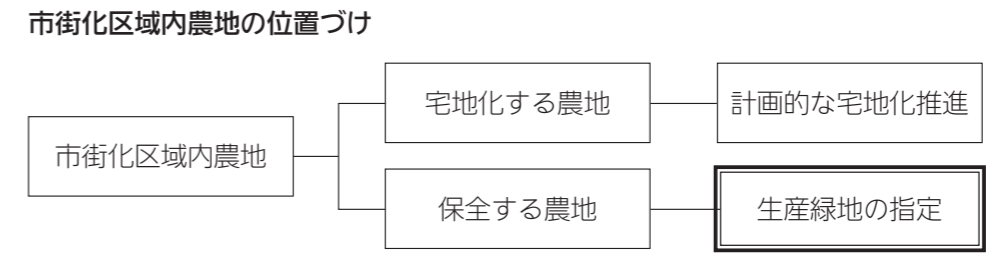 市街化区域内農地の位置づけ
市街化区域内農地
宅地化する農地
計画的な宅地化推進
保全する農地
生産緑地の指定